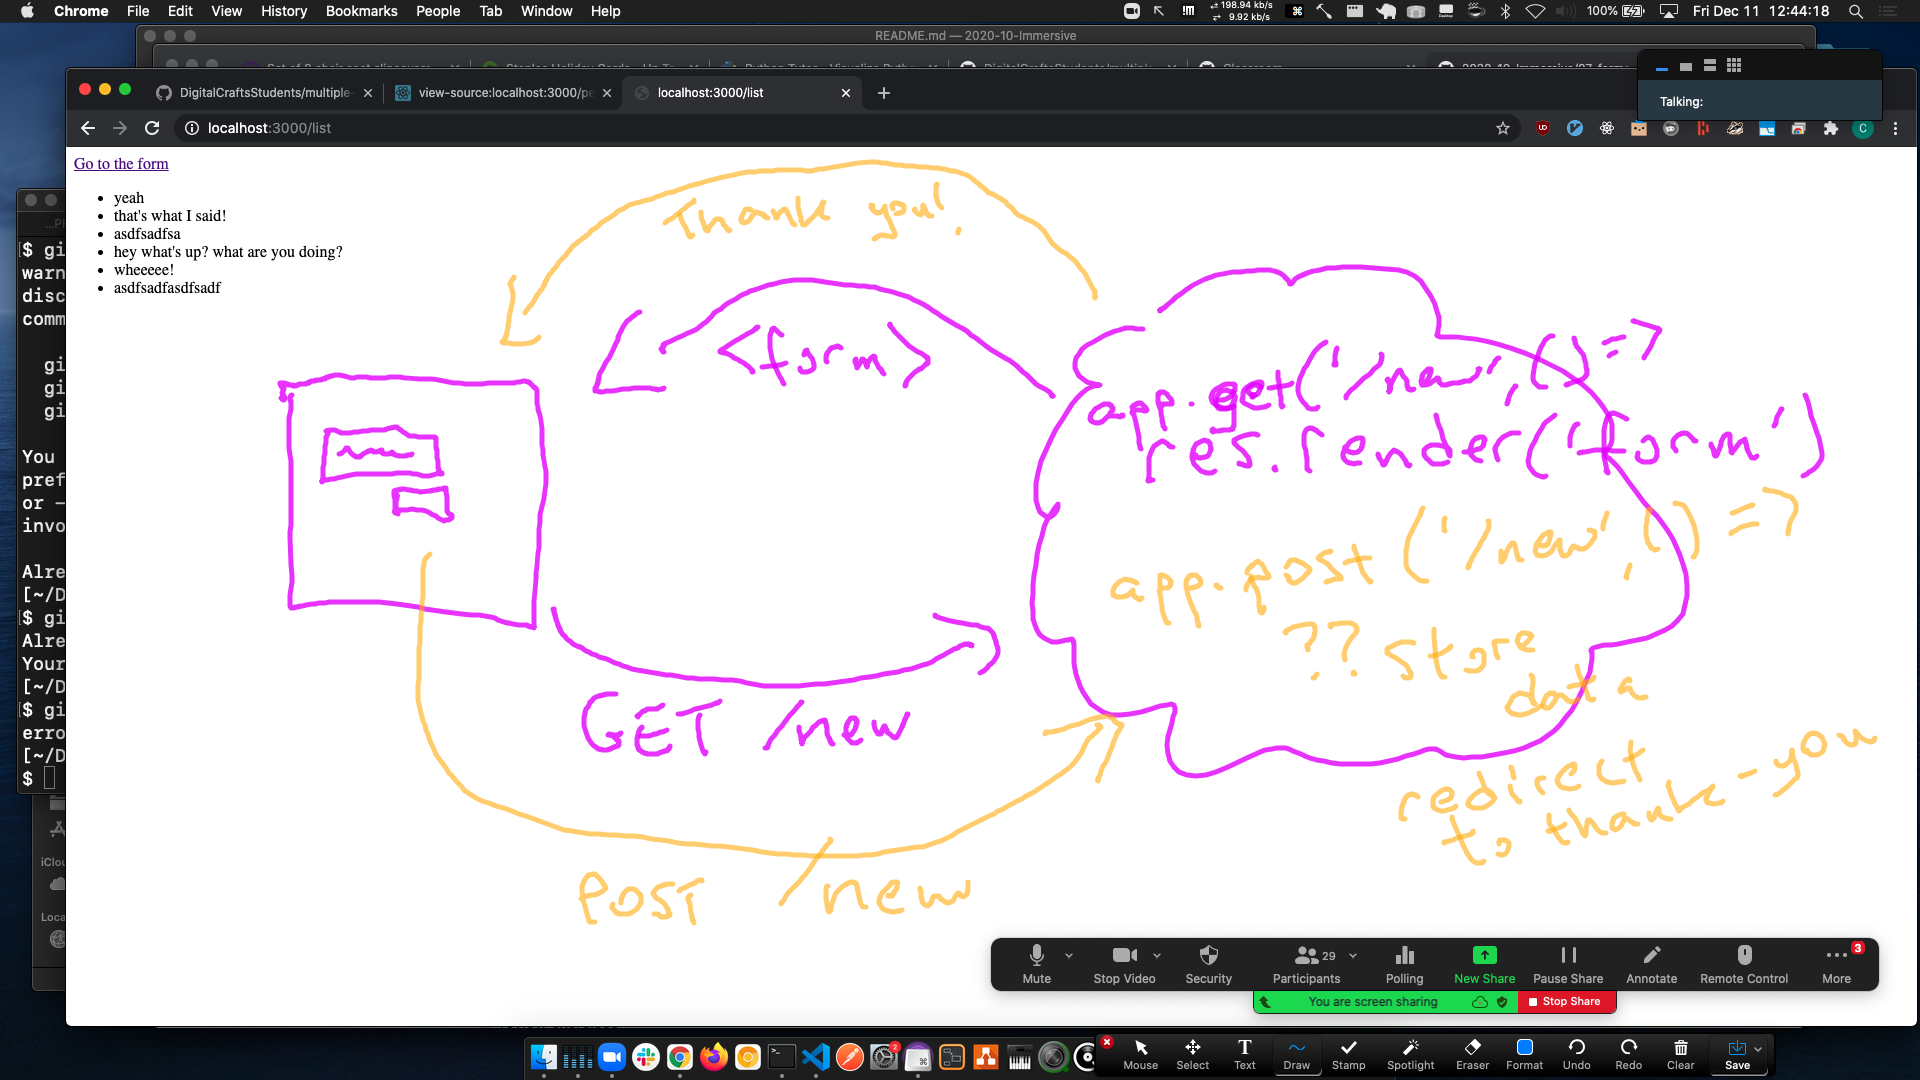 Chrome File Edit View History Bookmarks People Tab Window Help
198.94 kb/s
9.92 kb/s
100% Fri Dec 11 12:44:18
README.md — 2020-10-Immersive
DigitalCraftsStudents/multiple-
view-source:localhost:3000/pe
localhost:3000/list
Talking:
localhost:3000/list
Go to the form
• yeah
• that's what I said!
• asdfsadfsa
• hey what's up? what are you doing?
• wheeeee!
• asdfsadfasdfsadf
$ gi
warn
disc
comm
gi
gi
gi
You
pref
or –
invo
Alre
[~/D
$ gi
Alre
Your
[~/D
$ gi
erro
[~/D
$
iClou
Loca
Thank you!
<form>
app.get('/new', () =>
res.render('form')
app.post('/new', () =>
?? store
data
redirect
to thank-you
GET /new
POST /new
Mute
Stop Video
Security
29
Participants
Polling
New Share
Pause Share
Annotate
Remote Control
3
More
You are screen sharing
Stop Share
Mouse
Select
Text
Draw
Stamp
Spotlight
Eraser
Format
Undo
Redo
Clear
Save